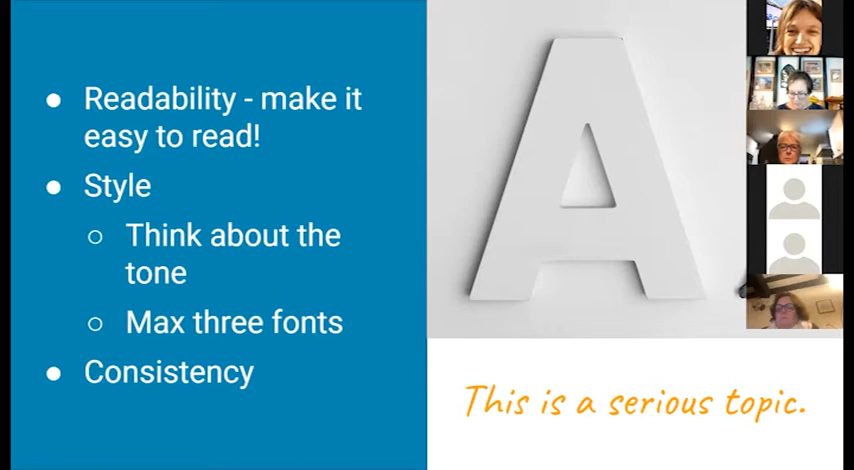 Readability - make it
easy to read!
Style
Think about the
tone
Max three fonts
Consistency
A
This is a serious topic.